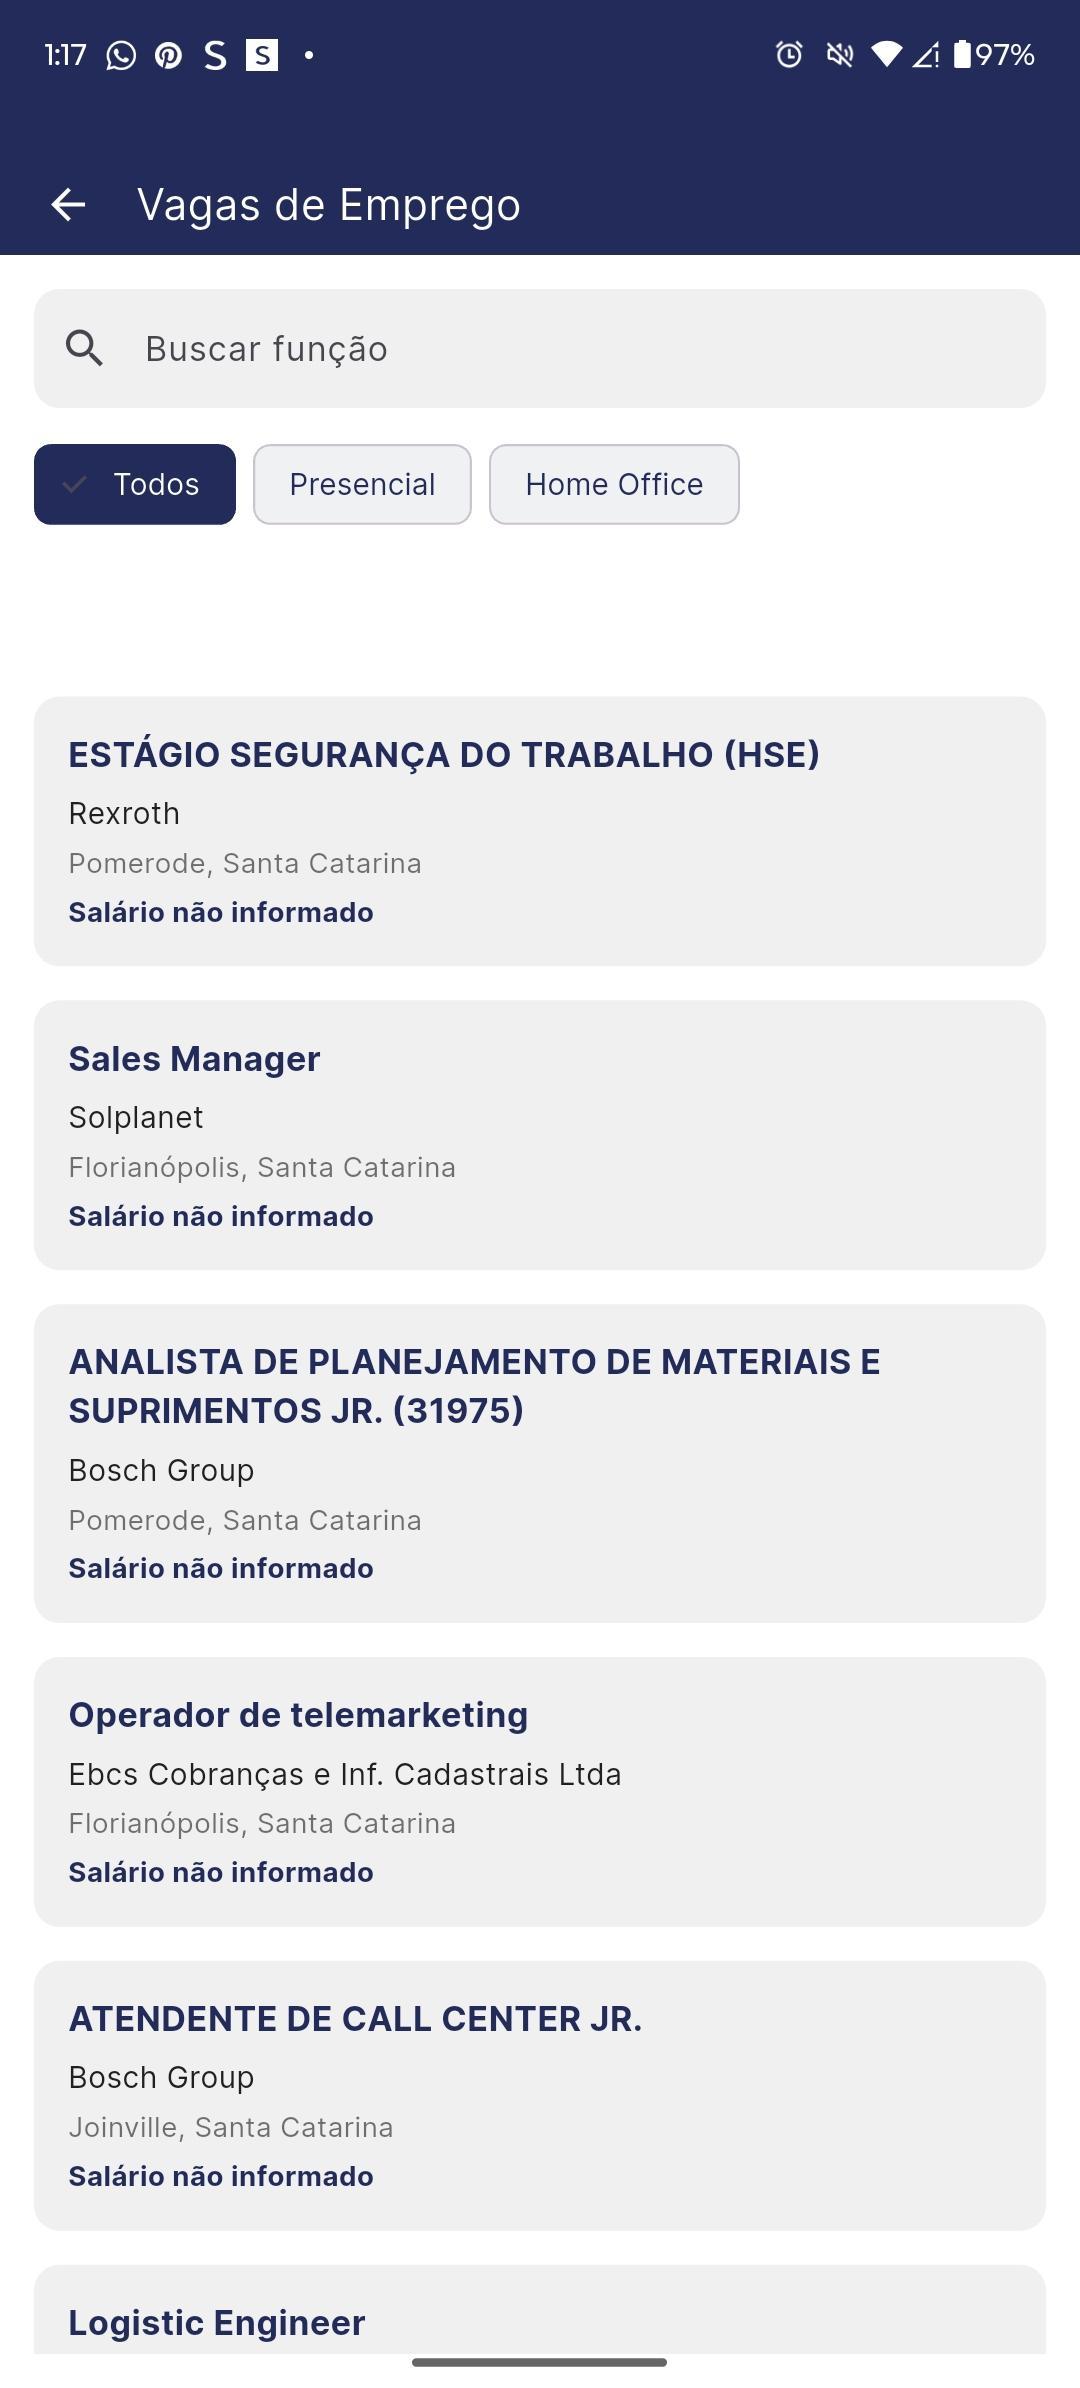 1:17 S S 97%
Vagas de Emprego
Buscar função
Todos Presencial Home Office
ESTÁGIO SEGURANÇA DO TRABALHO (HSE)
Rexroth
Pomerode, Santa Catarina
Salário não informado
Sales Manager
Solplanet
Florianópolis, Santa Catarina
Salário não informado
ANALISTA DE PLANEJAMENTO DE MATERIAIS E
SUPRIMENTOS JR. (31975)
Bosch Group
Pomerode, Santa Catarina
Salário não informado
Operador de telemarketing
Ebcs Cobranças e Inf. Cadastrais Ltda
Florianópolis, Santa Catarina
Salário não informado
ATENDENTE DE CALL CENTER JR.
Bosch Group
Joinville, Santa Catarina
Salário não informado
Logistic Engineer